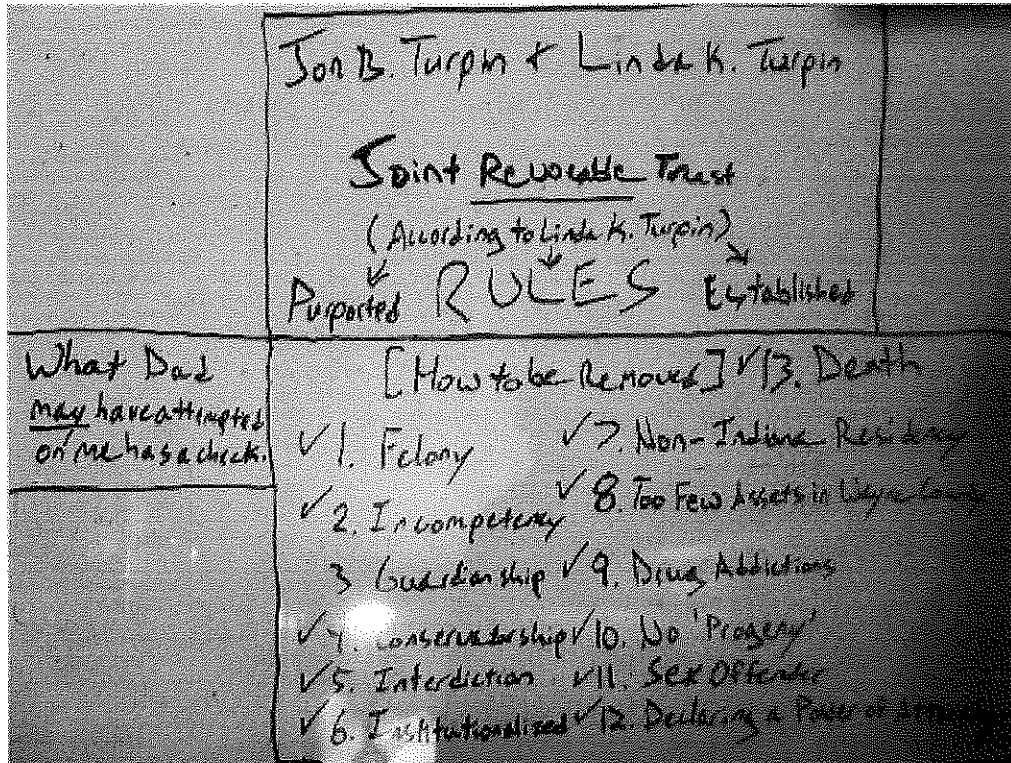 Jon B. Turpin + Linda K. Turpin
Joint Revocable Trust
(According to Linda K. Turpin)
Purported RULES Established
What Dad
may have attempted
on me has a check.
[How to be Removed] ✓13. Death
✓1. Felony
✓7. Non-Indiana Residency
✓2. Incompetency
✓8. Too Few Assets in Wayne
3 Guardianship
✓9. Drug Addictions
✓4. Conservadorship
✓10. No 'Progeny'
✓5. Interdiction
✓11. Sex Offender
✓6. Institutionalized
✓12. Declaring a Power of